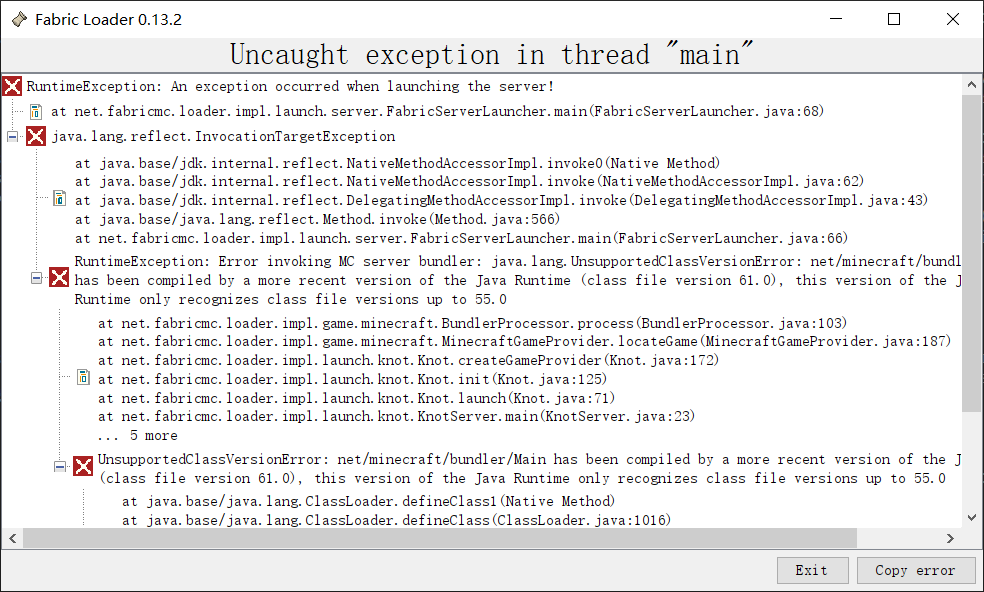 Fabric Loader 0.13.2
Uncaught exception in thread "main"
RuntimeException: An exception occurred when launching the server!
at net.fabricmc.loader.impl.launch.server.FabricServerLauncher.main(FabricServerLauncher.java:68)
java.lang.reflect.InvocationTargetException
at java.base/jdk.internal.reflect.NativeMethodAccessorImpl.invoke0(Native Method)
at java.base/jdk.internal.reflect.NativeMethodAccessorImpl.invoke(NativeMethodAccessorImpl.java:62)
at java.base/jdk.internal.reflect.DelegatingMethodAccessorImpl.invoke(DelegatingMethodAccessorImpl.java:43)
at java.base/java.lang.reflect.Method.invoke(Method.java:566)
at net.fabricmc.loader.impl.launch.server.FabricServerLauncher.main(FabricServerLauncher.java:66)
RuntimeException: Error invoking MC server bundler: java.lang.UnsupportedClassVersionError: net/minecraft/bundl
has been compiled by a more recent version of the Java Runtime (class file version 61.0), this version of the J
Runtime only recognizes class file versions up to 55.0
at net.fabricmc.loader.impl.game.minecraft.BundlerProcessor.process(BundlerProcessor.java:103)
at net.fabricmc.loader.impl.game.minecraft.MinecraftGameProvider.locateGame(MinecraftGameProvider.java:187)
at net.fabricmc.loader.impl.launch.knot.Knot.createGameProvider(Knot.java:172)
at net.fabricmc.loader.impl.launch.knot.Knot.init(Knot.java:125)
at net.fabricmc.loader.impl.launch.knot.Knot.launch(Knot.java:71)
at net.fabricmc.loader.impl.launch.knot.KnotServer.main(KnotServer.java:23)
... 5 more
UnsupportedClassVersionError: net/minecraft/bundler/Main has been compiled by a more recent version of the J
(class file version 61.0), this version of the Java Runtime only recognizes class file versions up to 55.0
at java.base/java.lang.ClassLoader.defineClass1(Native Method)
at java.base/java.lang.ClassLoader.defineClass(ClassLoader.java:1016)
Exit
Copy error